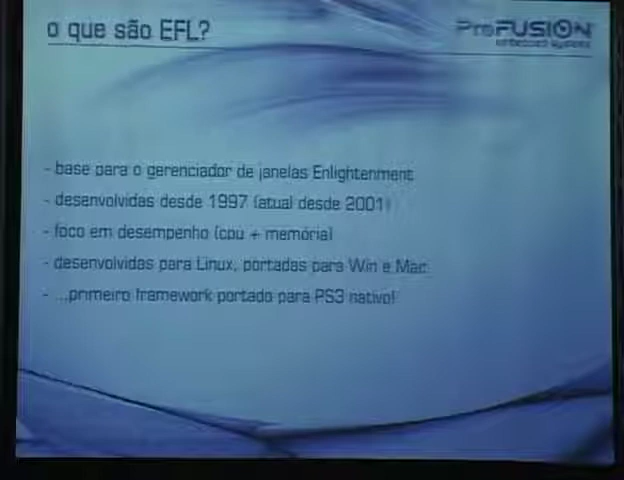 o que são EFL?
ProFUSION
embedded systems
- base para o gerenciador de janelas Enlightenment
- desenvolvidas desde 1997 (atual desde 2001)
- foco em desempenho (cpu + memória)
- desenvolvidas para Linux, portadas para Win e Mac
- ...primeiro framework portado para PS3 nativo!